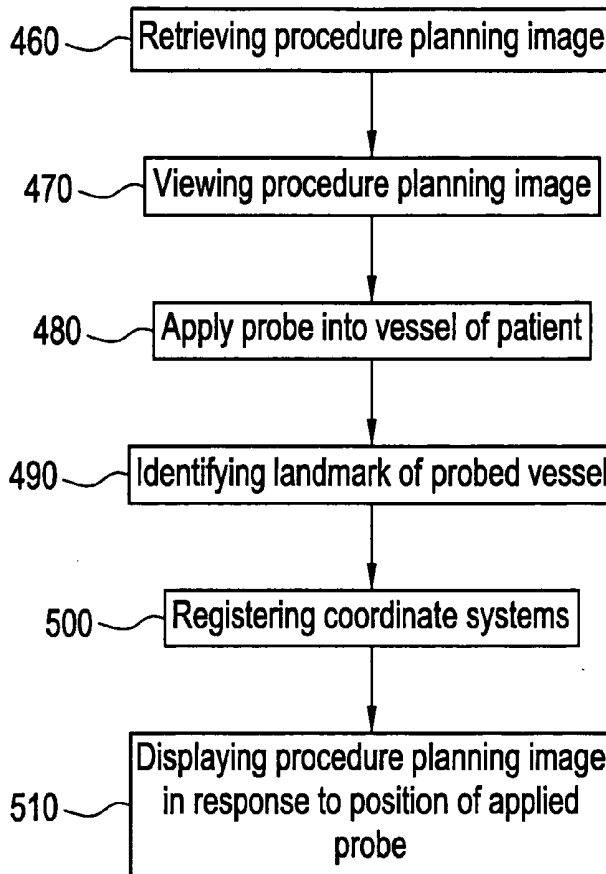 460 Retrieving procedure planning image
470 Viewing procedure planning image
480 Apply probe into vessel of patient
490 Identifying landmark of probed vessel
500 Registering coordinate systems
Displaying procedure planning image
510 in response to position of applied
probe